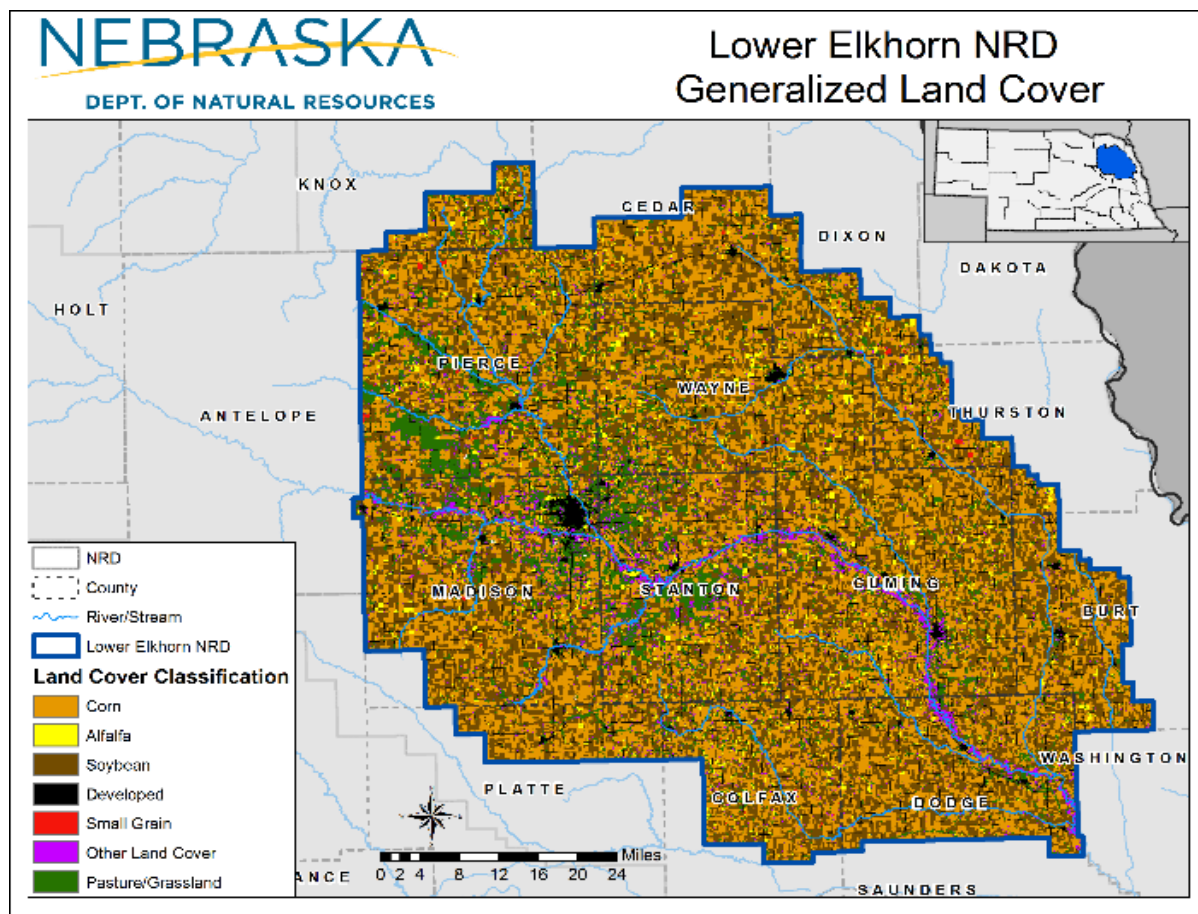 NEBRASKA
DEPT. OF NATURAL RESOURCES
Lower Elkhorn NRD
Generalized Land Cover
KNOX
CEDAR
DIXON
DAKOTA
HOLT
PIERCE
WAYNE
ANTELOPE
THURSTON
MADISON
STANTON
CUMING
BURT
WASHINGTON
PLATTE
COLFAX
DODGE
ANCE
SAUNDERS
NRD
County
River/Stream
Lower Elkhorn NRD
Land Cover Classification
Corn
Alfalfa
Soybean
Developed
Small Grain
Other Land Cover
Pasture/Grassland
Miles
0 2 4 8 12 16 20 24